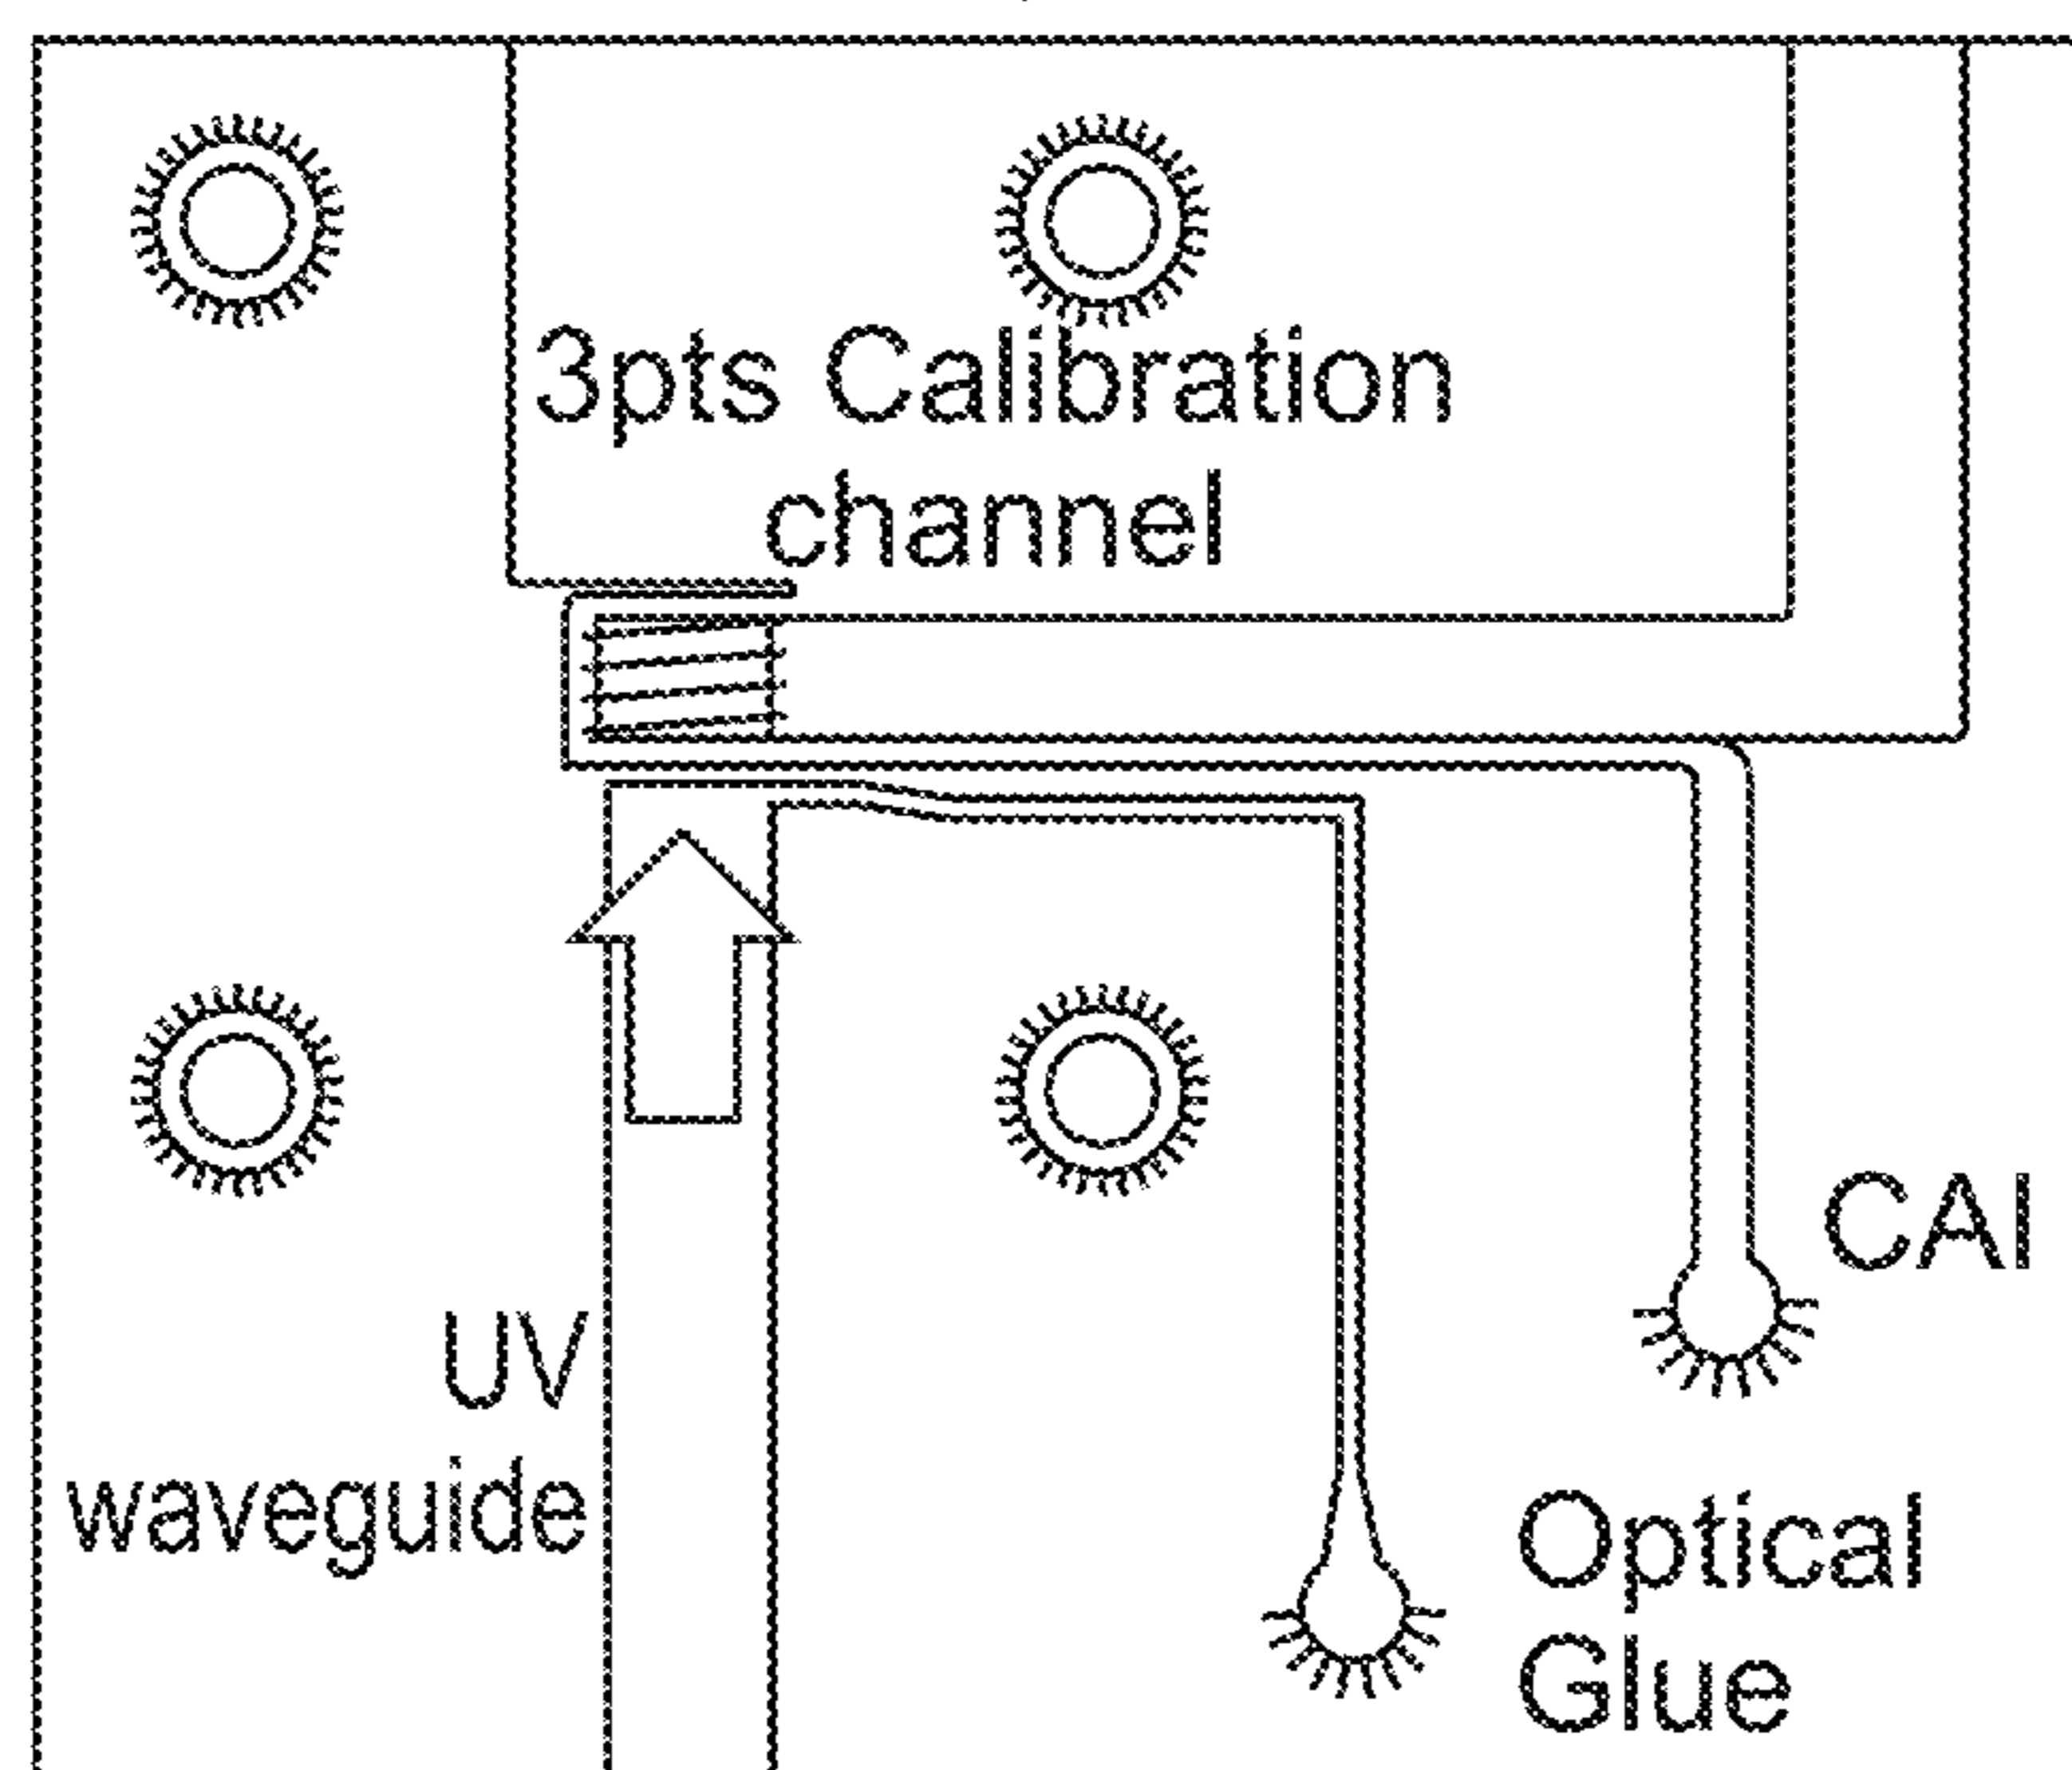 3pts Calibration
channel
CAI
UV
waveguide
Optical
Glue